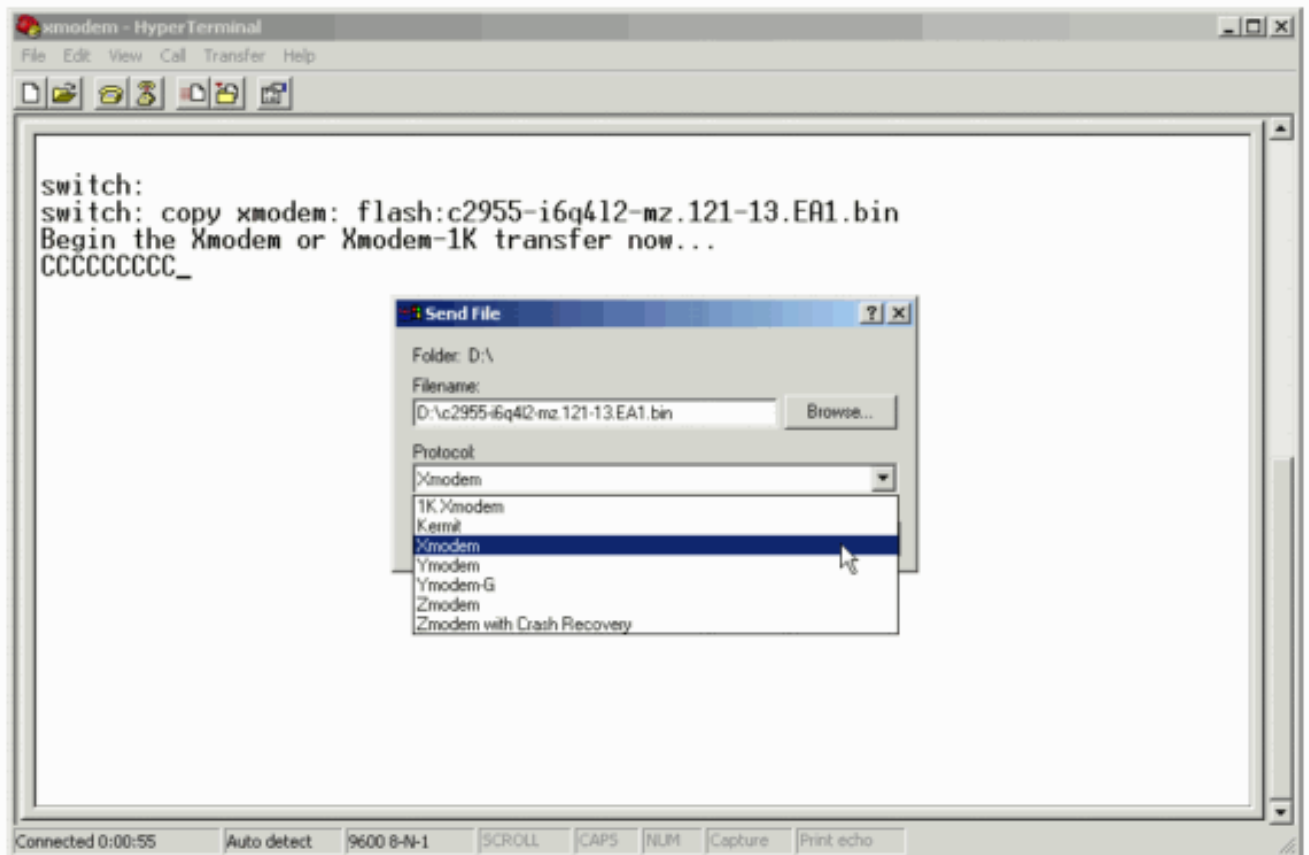 xmodem - HyperTerminal
File Edit View Call Transfer Help
switch:
switch: copy xmodem: flash:c2955-i6q4l2-mz.121-13.EA1.bin
Begin the Xmodem or Xmodem-1K transfer now...
CCCCCCCCC_
Send File
Folder: D:\
Filename:
D:\c2955-i6q4l2-mz.121-13.EA1.bin Browse...
Protocol:
Xmodem
1K Xmodem
Kermit
Xmodem
Ymodem
Ymodem-G
Zmodem
Zmodem with Crash Recovery
Connected 0:00:55 Auto detect 9600 8-N-1 SCROLL CAPS NUM Capture Print echo